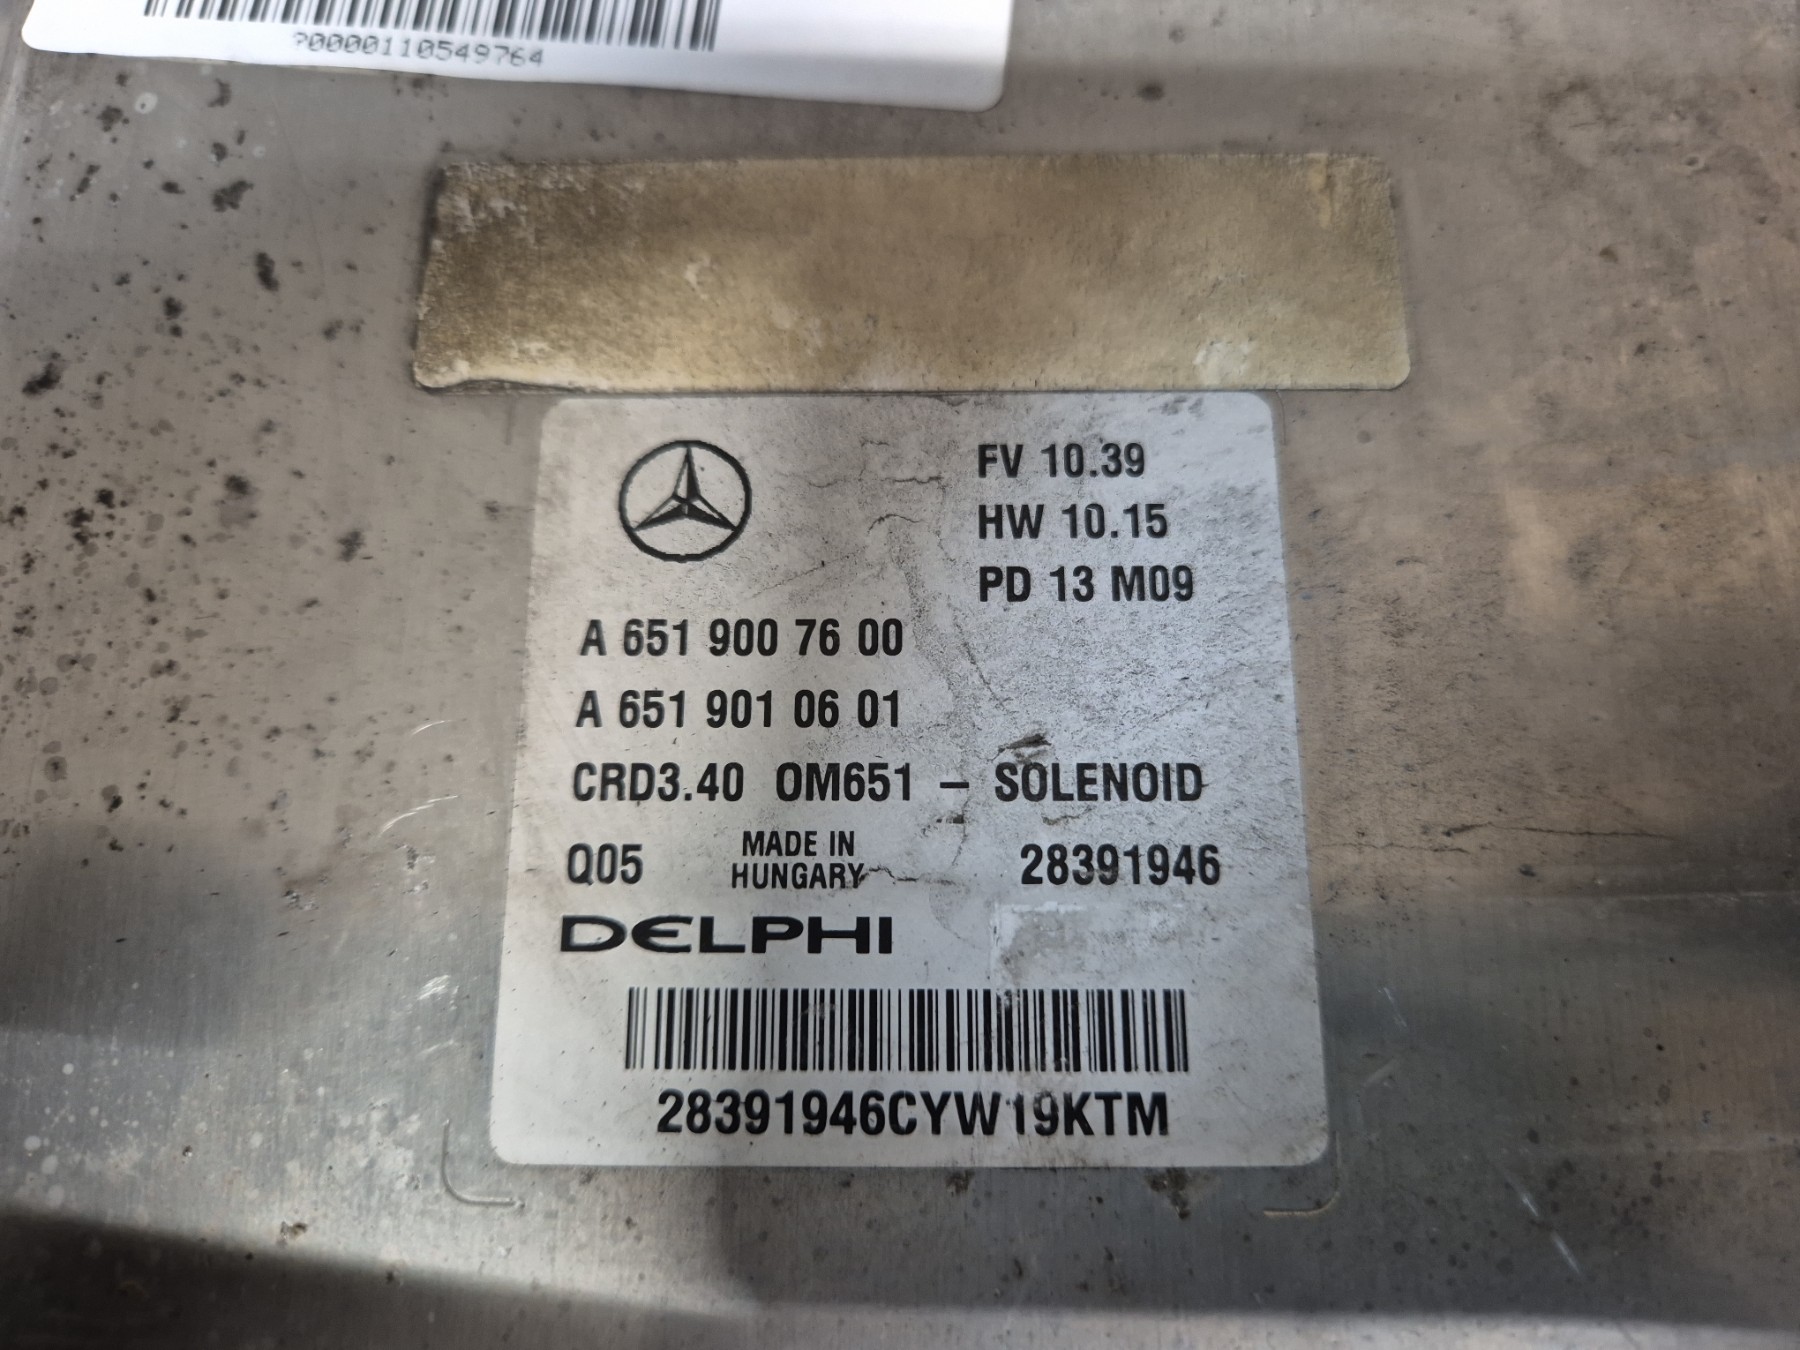 ?0000110549764
FV 10.39
HW 10.15
PD 13 M09
A 651 900 76 00
A 651 901 06 01
CRD3.40 OM651 – SOLENOID
Q05 MADE IN HUNGARY 28391946
DELPHI
28391946CYW19KTM